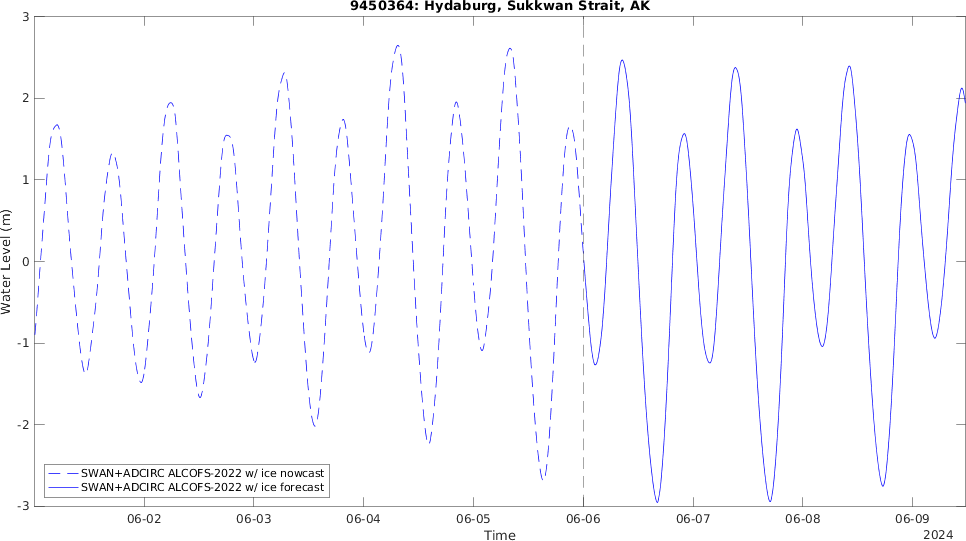 9450364: Hydaburg, Sukkwan Strait, AK
3
2
1
0
-1
-2
-3
Water Level (m)
SWAN+ADCIRC ALCOFS-2022 w/ ice nowcast
SWAN+ADCIRC ALCOFS-2022 w/ ice forecast
06-02 06-03 06-04 06-05 06-06 06-07 06-08 06-09
Time
2024